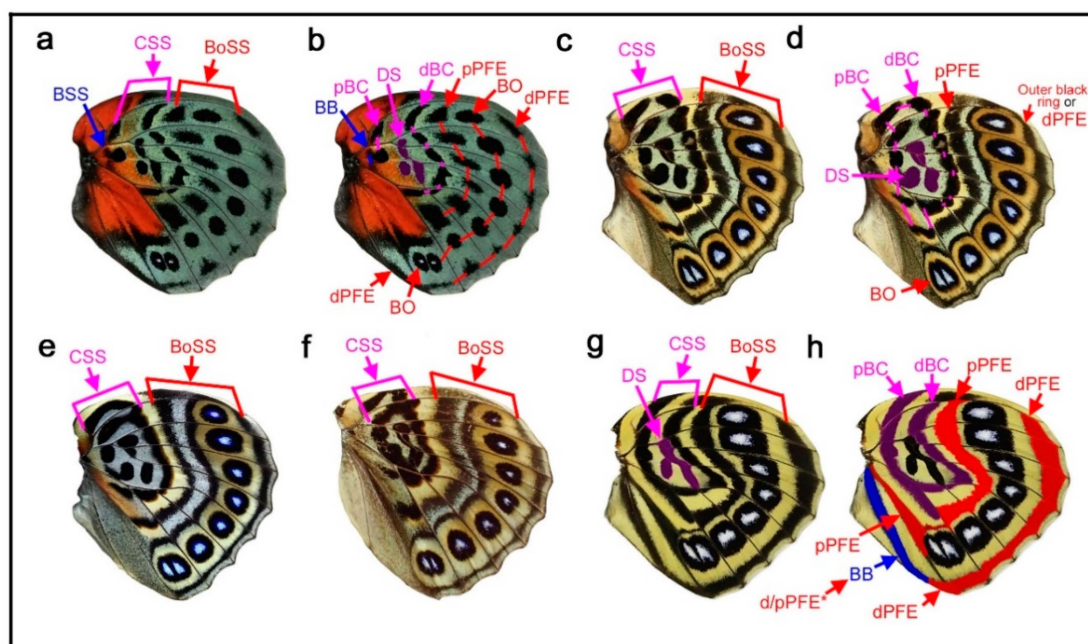 a
CSS
BoSS
BSS
b
DS
dBC
pPFE
pBC
BO
dPFE
BB
dPFE
BO
c
CSS
BoSS
d
dBC
pBC
pPFE
Outer black
ring or
dPFE
DS
BO
e
CSS
BoSS
f
CSS
BoSS
g
CSS
BoSS
DS
h
pBC
dBC
pPFE
dPFE
pPFE
BB
d/pPFE*
dPFE